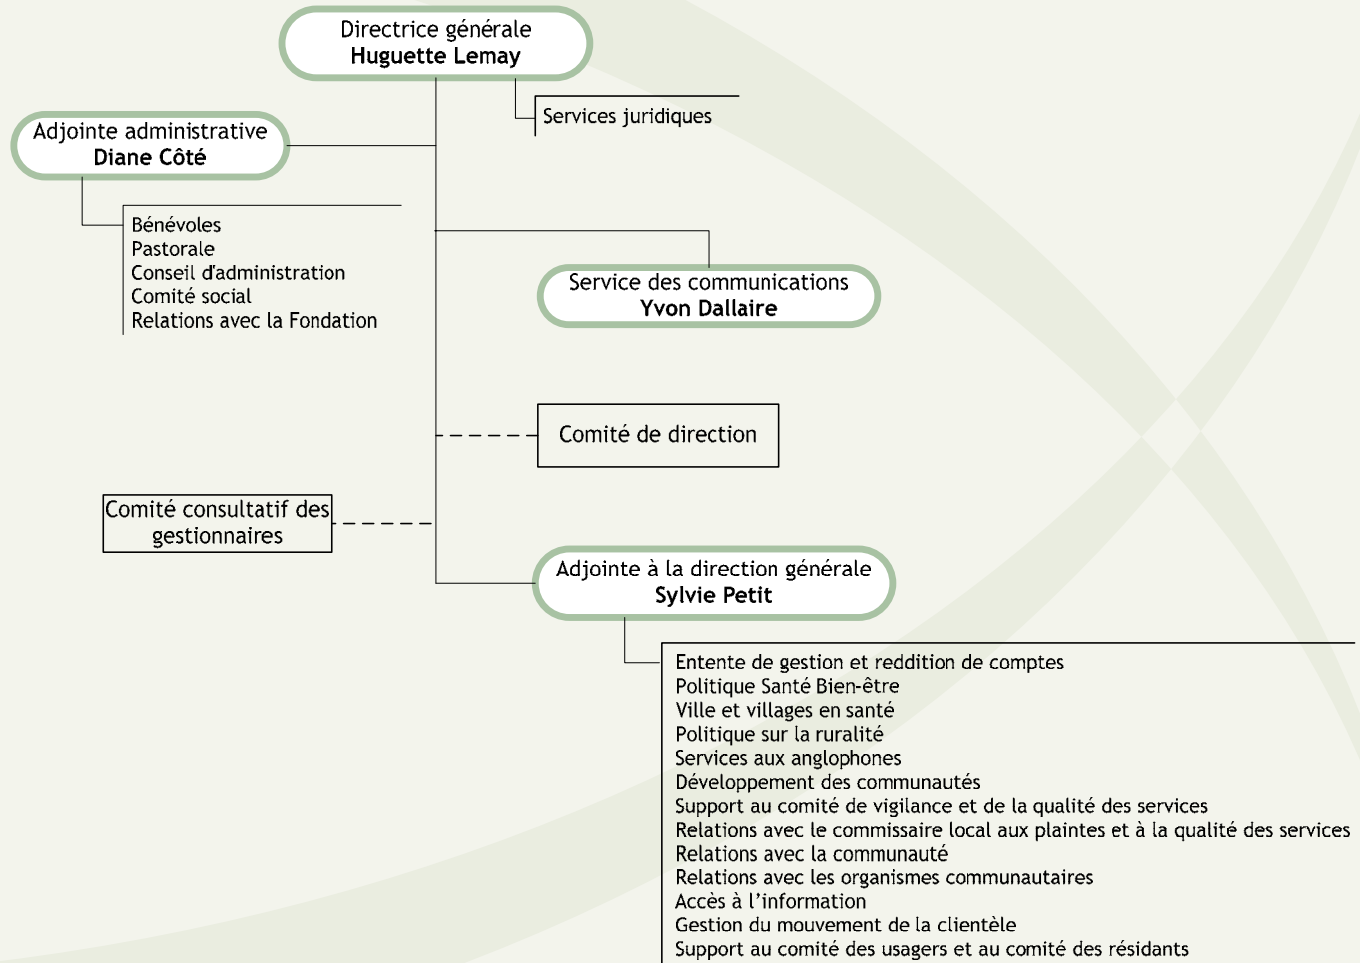 Directrice générale
Huguette Lemay
Services juridiques
Adjointe administrative
Diane Côté
Bénévoles
Pastorale
Conseil d'administration
Comité social
Relations avec la Fondation
Service des communications
Yvon Dallaire
Comité de direction
Comité consultatif des
gestionnaires
Adjointe à la direction générale
Sylvie Petit
Entente de gestion et reddition de comptes
Politique Santé Bien-être
Ville et villages en santé
Politique sur la ruralité
Services aux anglophones
Développement des communautés
Support au comité de vigilance et de la qualité des services
Relations avec le commissaire local aux plaintes et à la qualité des services
Relations avec la communauté
Relations avec les organismes communautaires
Accès à l'information
Gestion du mouvement de la clientèle
Support au comité des usagers et au comité des résidants